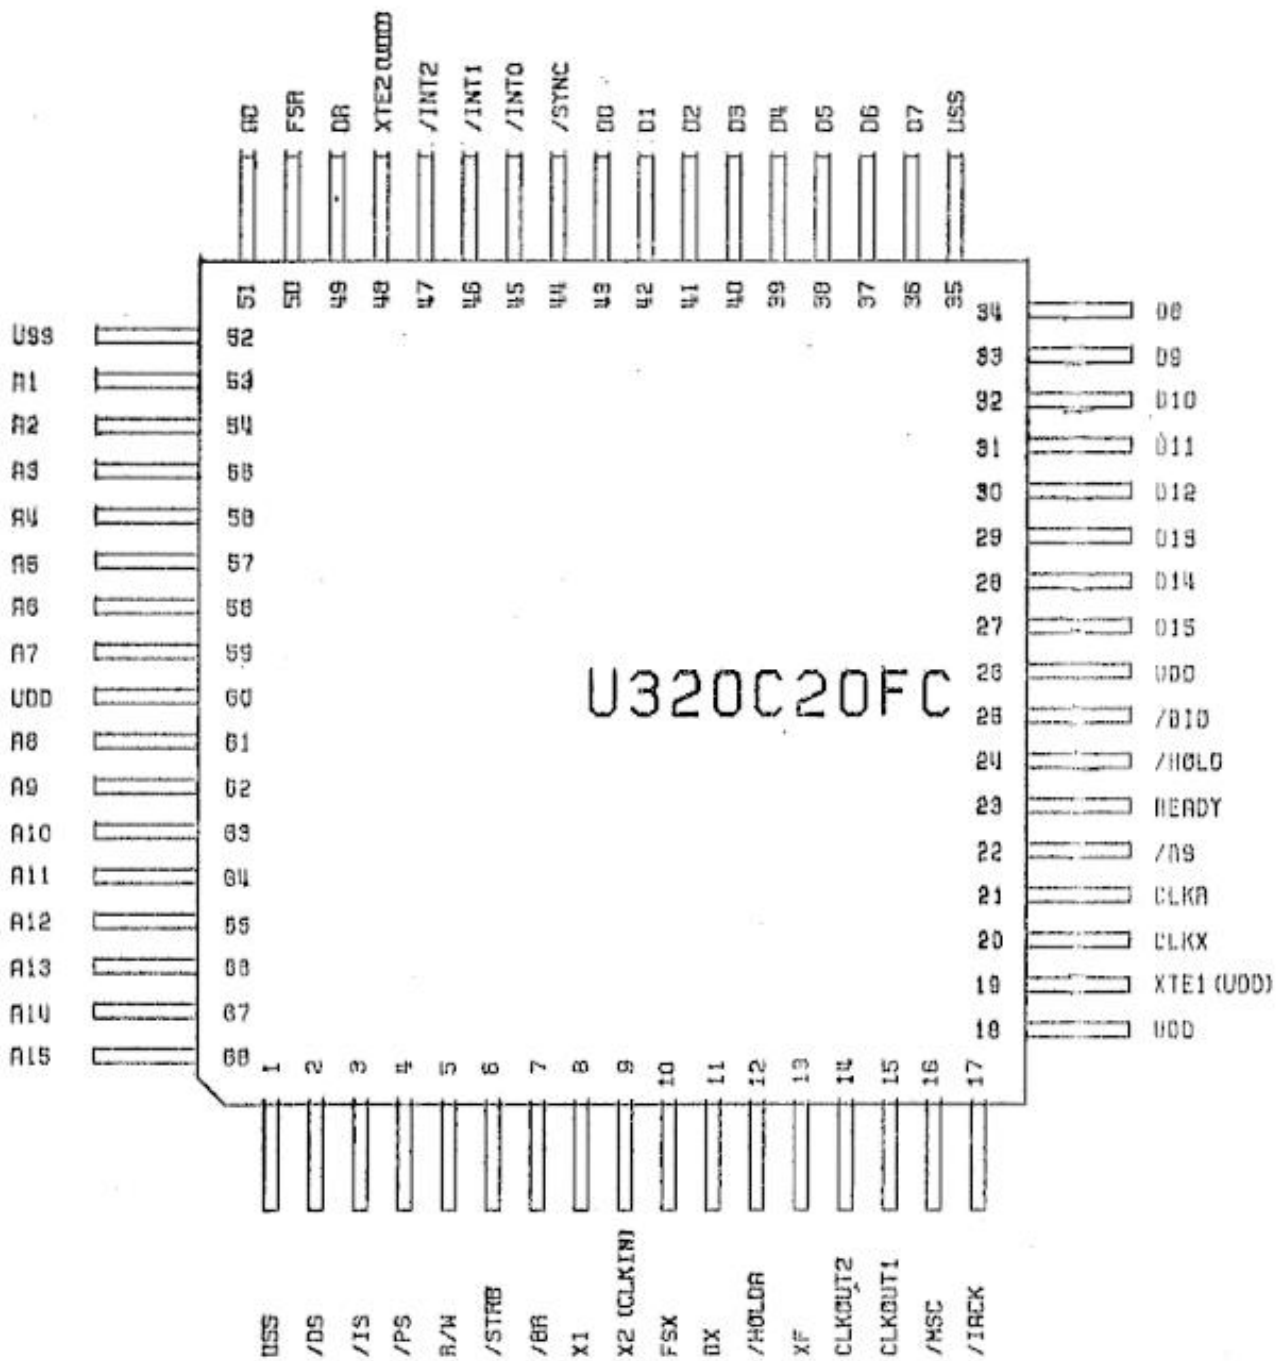 A0
FSR
DR
XTE2 (UDD)
/INT2
/INT1
/INT0
/SYNC
D0
D1
D2
D3
D4
D5
D6
D7
USS
51
50
49
48
47
46
45
44
43
42
41
40
39
38
37
36
35
USS 52
A1 53
A2 54
A3 55
A4 56
A5 57
A6 58
A7 59
UDD 60
A8 61
A9 62
A10 63
A11 64
A12 65
A13 66
A14 67
A15 68
U320C20FC
34 D8
33 D9
32 D10
31 D11
30 D12
29 D13
28 D14
27 D15
26 UDD
25 /BIO
24 /HOLD
23 READY
22 /RS
21 CLKR
20 CLKX
19 XTE1 (UDD)
18 UDD
1
2
3
4
5
6
7
8
9
10
11
12
13
14
15
16
17
USS
/DS
/IS
/PS
R/W
/STRB
/BR
X1
X2 (CLKIN)
FSX
DX
/HOLDA
XF
CLKOUT2
CLKOUT1
/MSC
/IACK